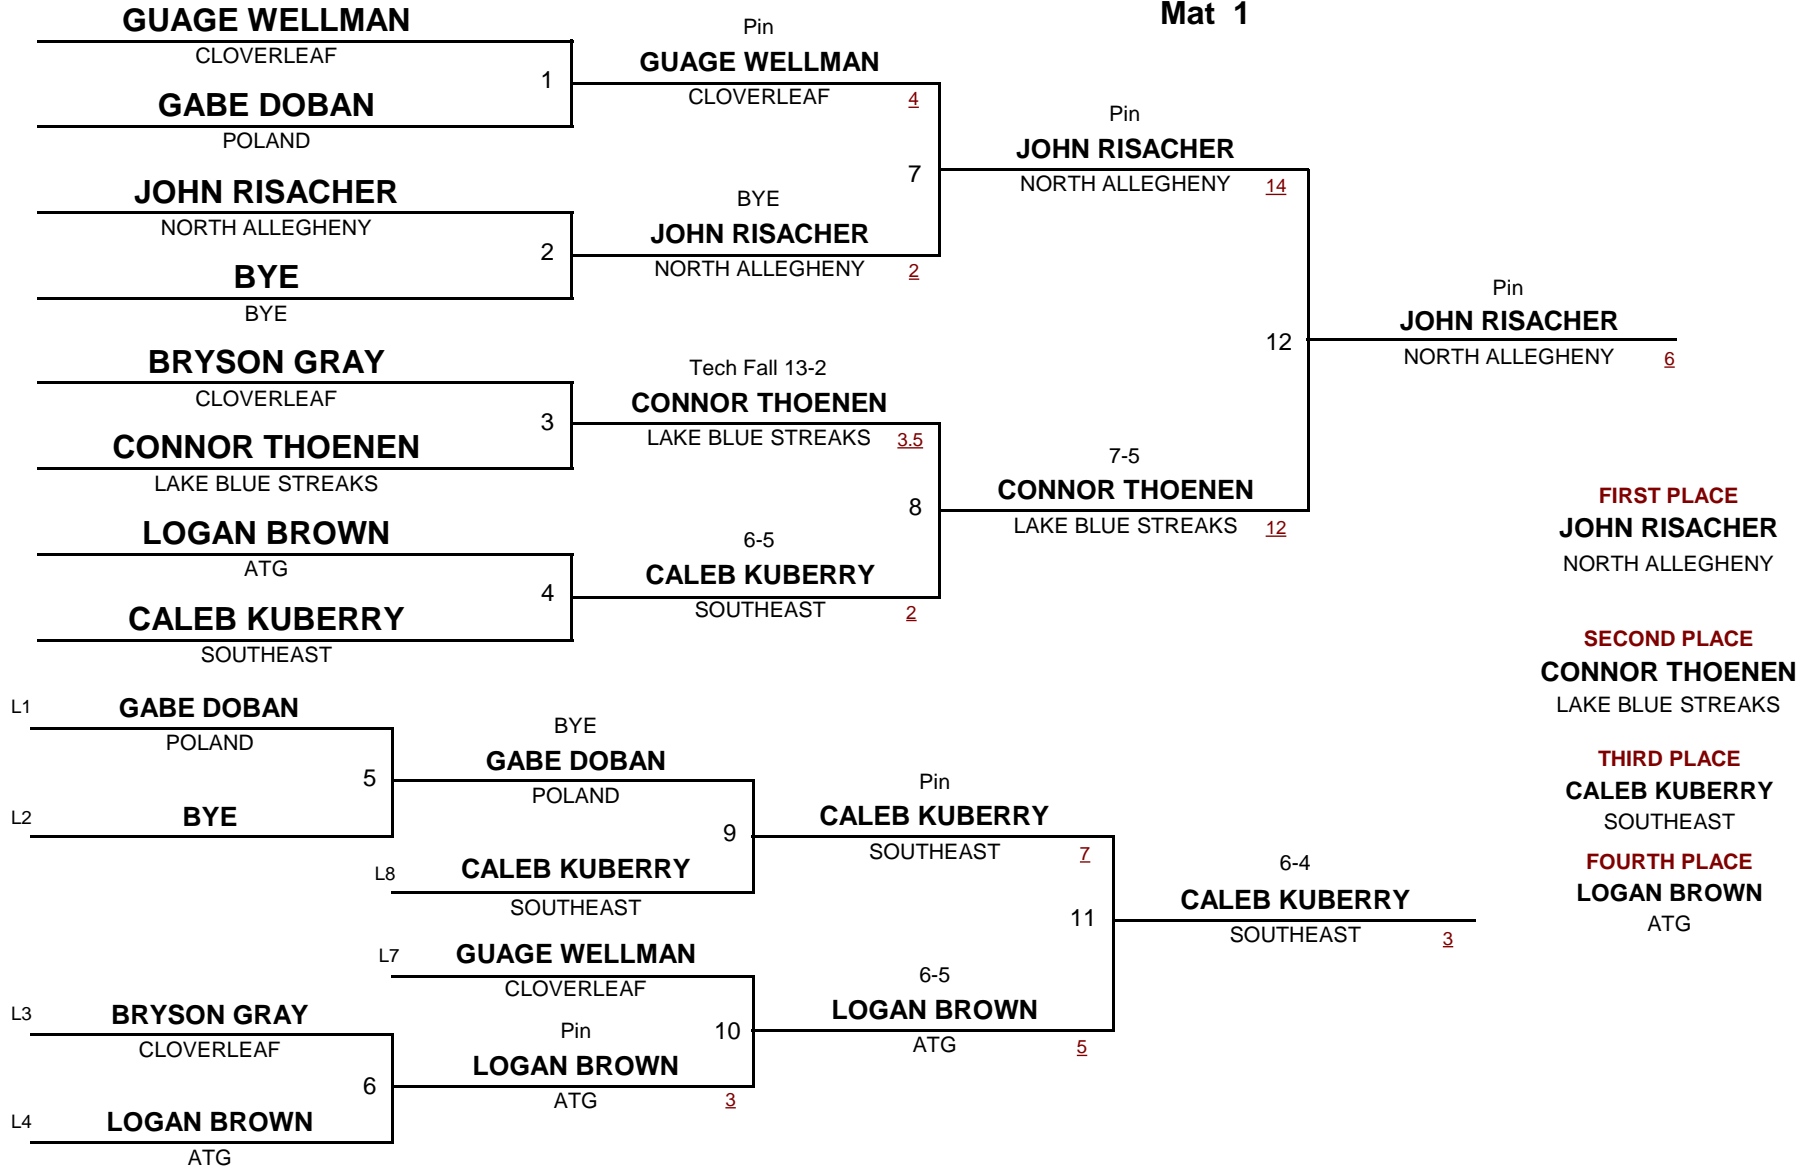 Mat 1
GUAGE WELLMAN
CLOVERLEAF
1
GABE DOBAN
POLAND
JOHN RISACHER
NORTH ALLEGHENY
2
BYE
BYE
BRYSON GRAY
CLOVERLEAF
3
CONNOR THOENEN
LAKE BLUE STREAKS
LOGAN BROWN
ATG
4
CALEB KUBERRY
SOUTHEAST
Pin
GUAGE WELLMAN
CLOVERLEAF
4
7
BYE
JOHN RISACHER
NORTH ALLEGHENY
2
Tech Fall 13-2
CONNOR THOENEN
LAKE BLUE STREAKS
3.5
8
6-5
CALEB KUBERRY
SOUTHEAST
2
Pin
JOHN RISACHER
NORTH ALLEGHENY
14
12
7-5
CONNOR THOENEN
LAKE BLUE STREAKS
12
Pin
JOHN RISACHER
NORTH ALLEGHENY
6
FIRST PLACE
JOHN RISACHER
NORTH ALLEGHENY
SECOND PLACE
CONNOR THOENEN
LAKE BLUE STREAKS
THIRD PLACE
CALEB KUBERRY
SOUTHEAST
FOURTH PLACE
LOGAN BROWN
ATG
L1
GABE DOBAN
POLAND
5
L2
BYE
BYE
GABE DOBAN
POLAND
9
L8
CALEB KUBERRY
SOUTHEAST
L7
GUAGE WELLMAN
CLOVERLEAF
10
L3
BRYSON GRAY
CLOVERLEAF
6
L4
LOGAN BROWN
ATG
Pin
LOGAN BROWN
ATG
3
Pin
CALEB KUBERRY
SOUTHEAST
7
11
6-5
LOGAN BROWN
ATG
5
6-4
CALEB KUBERRY
SOUTHEAST
3